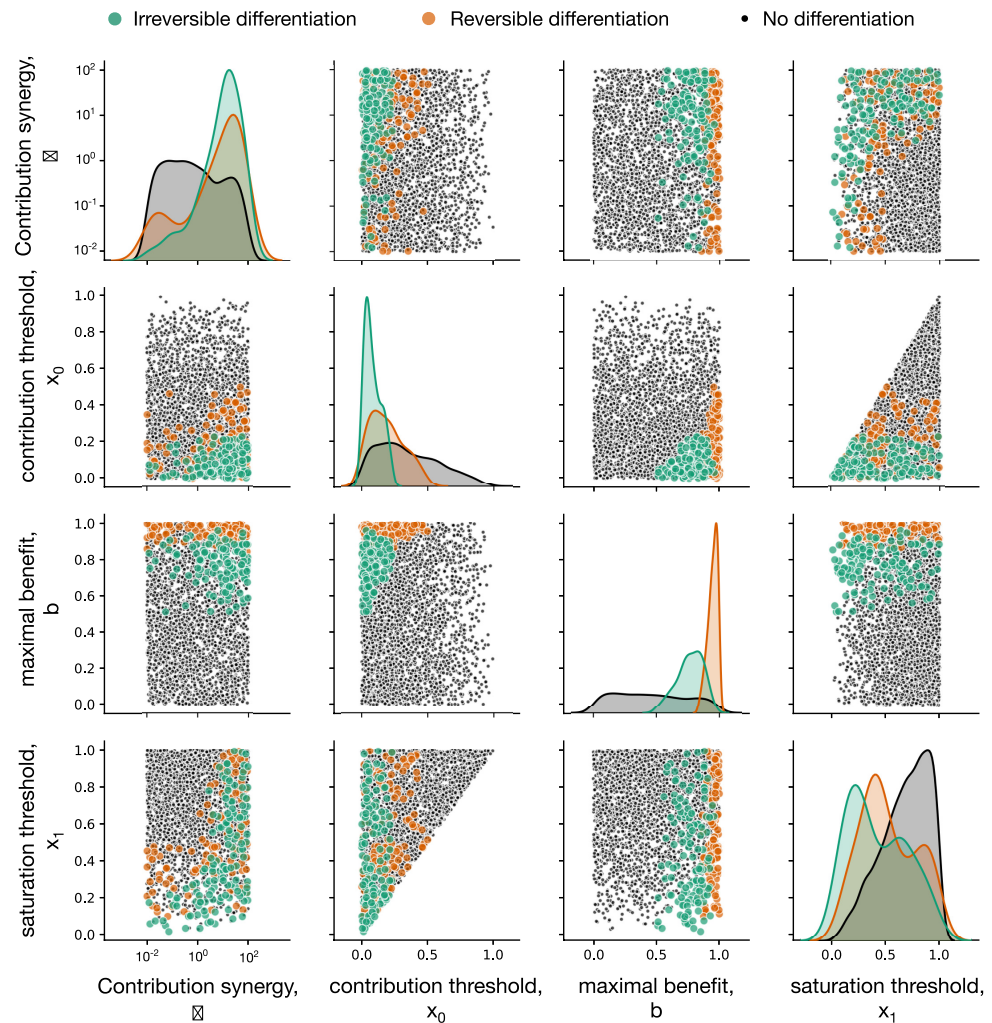 Irreversible differentiation Reversible differentiation No differentiation
Contribution synergy,
10² 10¹ 10⁰ 10⁻¹ 10⁻²
contribution threshold,
x₀
1.0 0.8 0.6 0.4 0.2 0.0
maximal benefit,
b
1.0 0.8 0.6 0.4 0.2 0.0
saturation threshold,
x₁
1.0 0.8 0.6 0.4 0.2 0.0
10⁻² 10⁰ 10² 0.0 0.5 1.0 0.0 0.5 1.0 0.0 0.5 1.0
Contribution synergy, contribution threshold, maximal benefit, saturation threshold,
x₀ b x₁